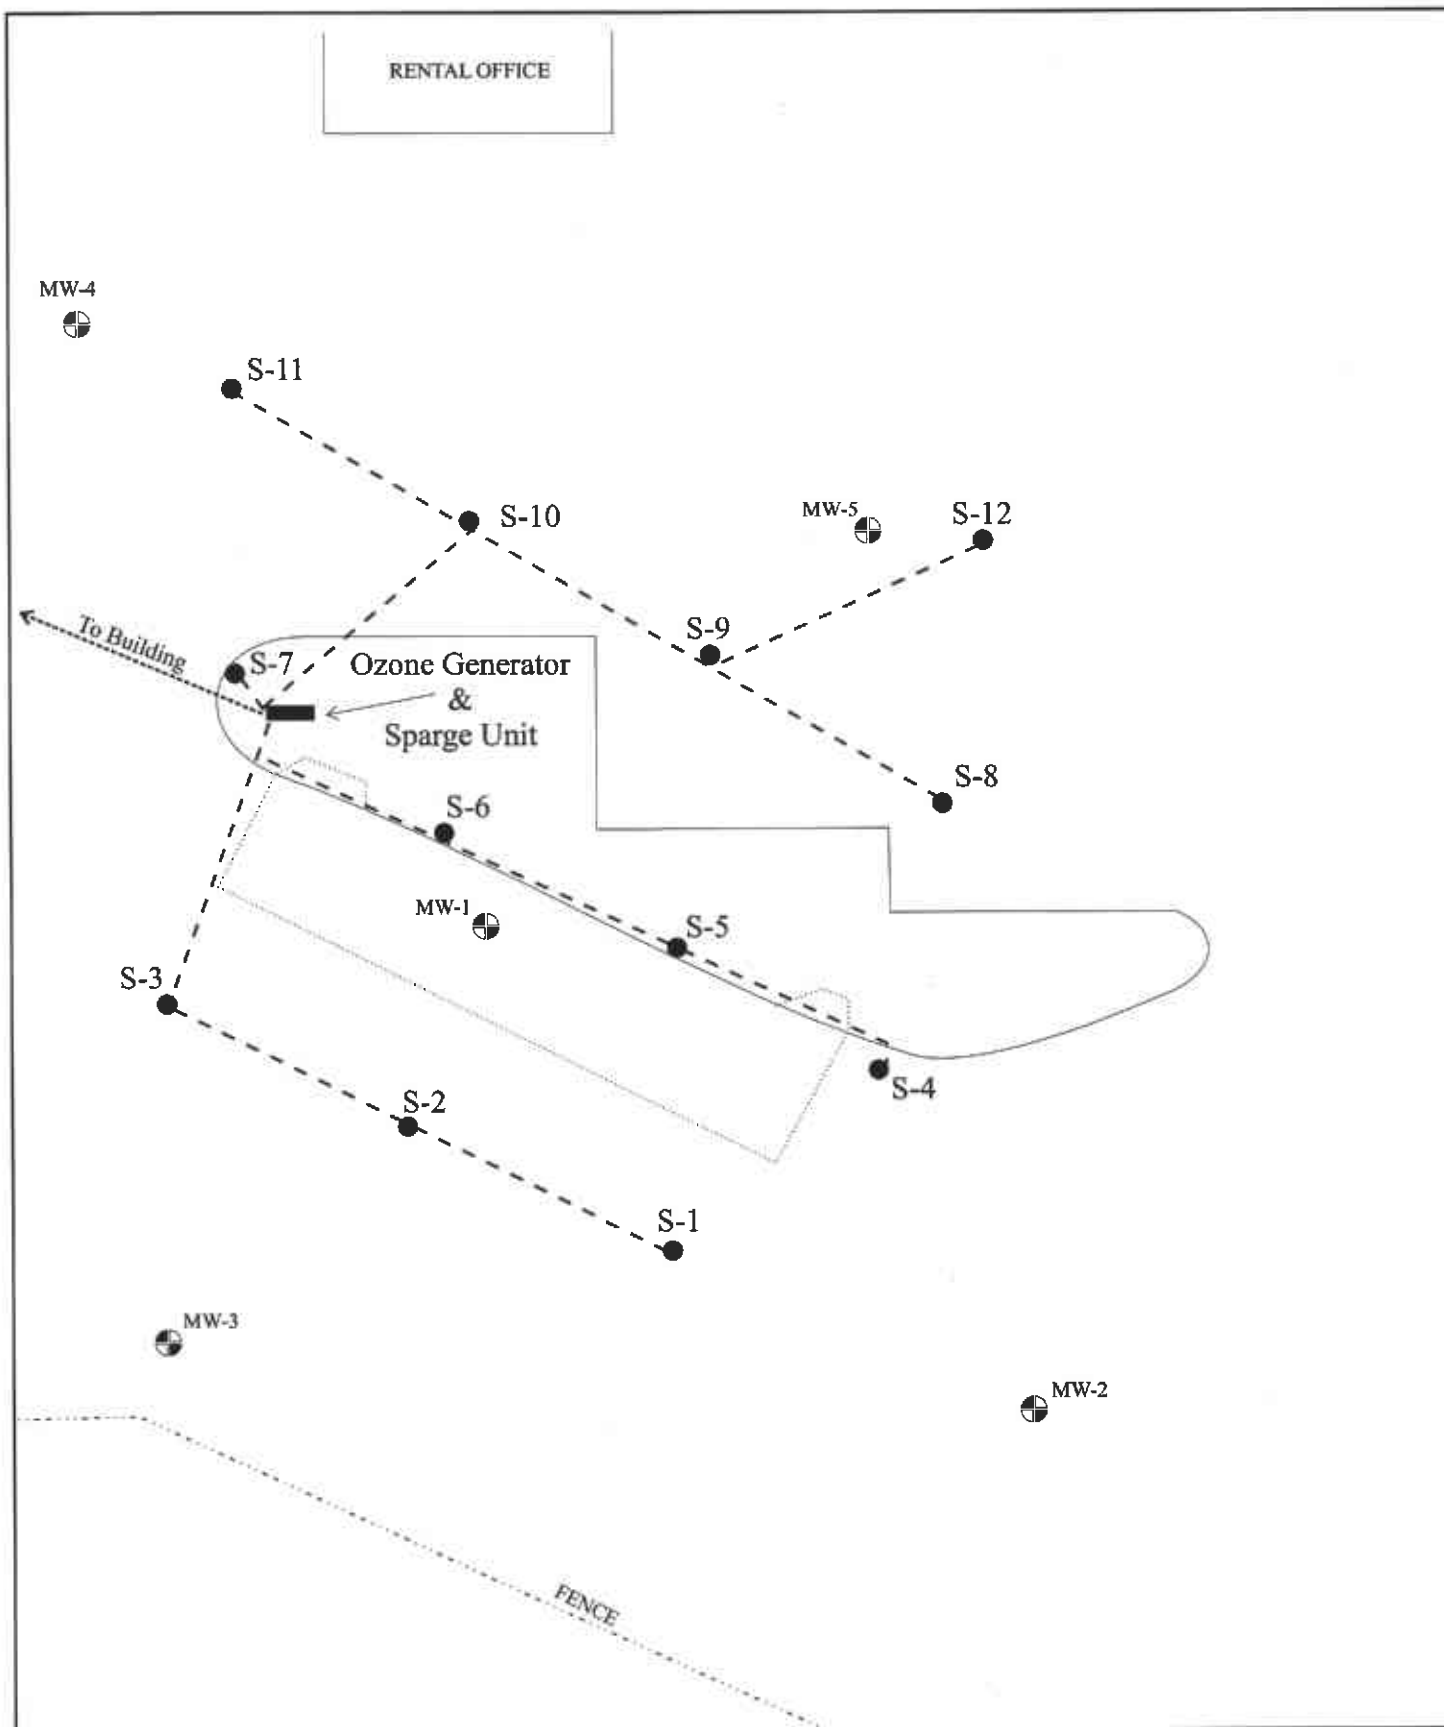 RENTAL OFFICE
MW-4
S-11
S-10
MW-5
S-12
To Building
S-9
S-7
Ozone Generator
&
Sparge Unit
S-8
S-6
MW-1
S-5
S-3
S-4
S-2
S-1
MW-3
MW-2
FENCE